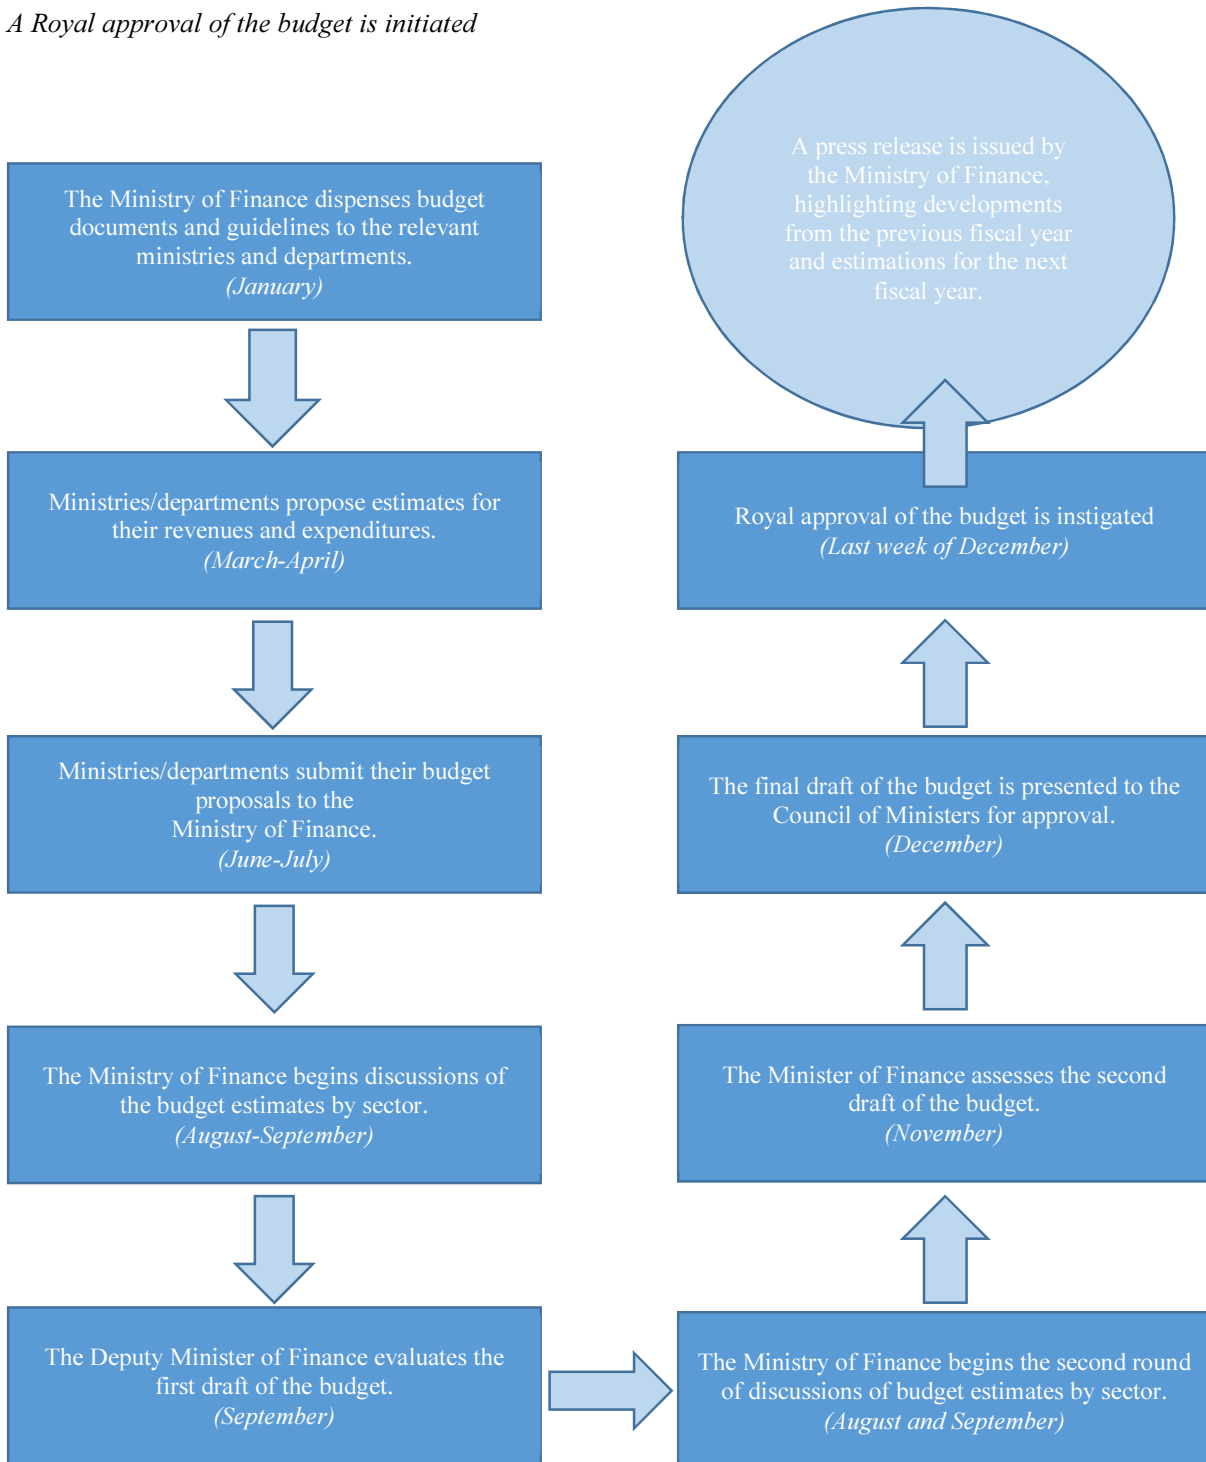 A Royal approval of the budget is initiated
The Ministry of Finance dispenses budget
documents and guidelines to the relevant
ministries and departments.
(January)
Ministries/departments propose estimates for
their revenues and expenditures.
(March-April)
Ministries/departments submit their budget
proposals to the
Ministry of Finance.
(June-July)
The Ministry of Finance begins discussions of
the budget estimates by sector.
(August-September)
The Deputy Minister of Finance evaluates the
first draft of the budget.
(September)
The Ministry of Finance begins the second round
of discussions of budget estimates by sector.
(August and September)
The Minister of Finance assesses the second
draft of the budget.
(November)
The final draft of the budget is presented to the
Council of Ministers for approval.
(December)
Royal approval of the budget is instigated
(Last week of December)
A press release is issued by
the Ministry of Finance,
highlighting developments
from the previous fiscal year
and estimations for the next
fiscal year.